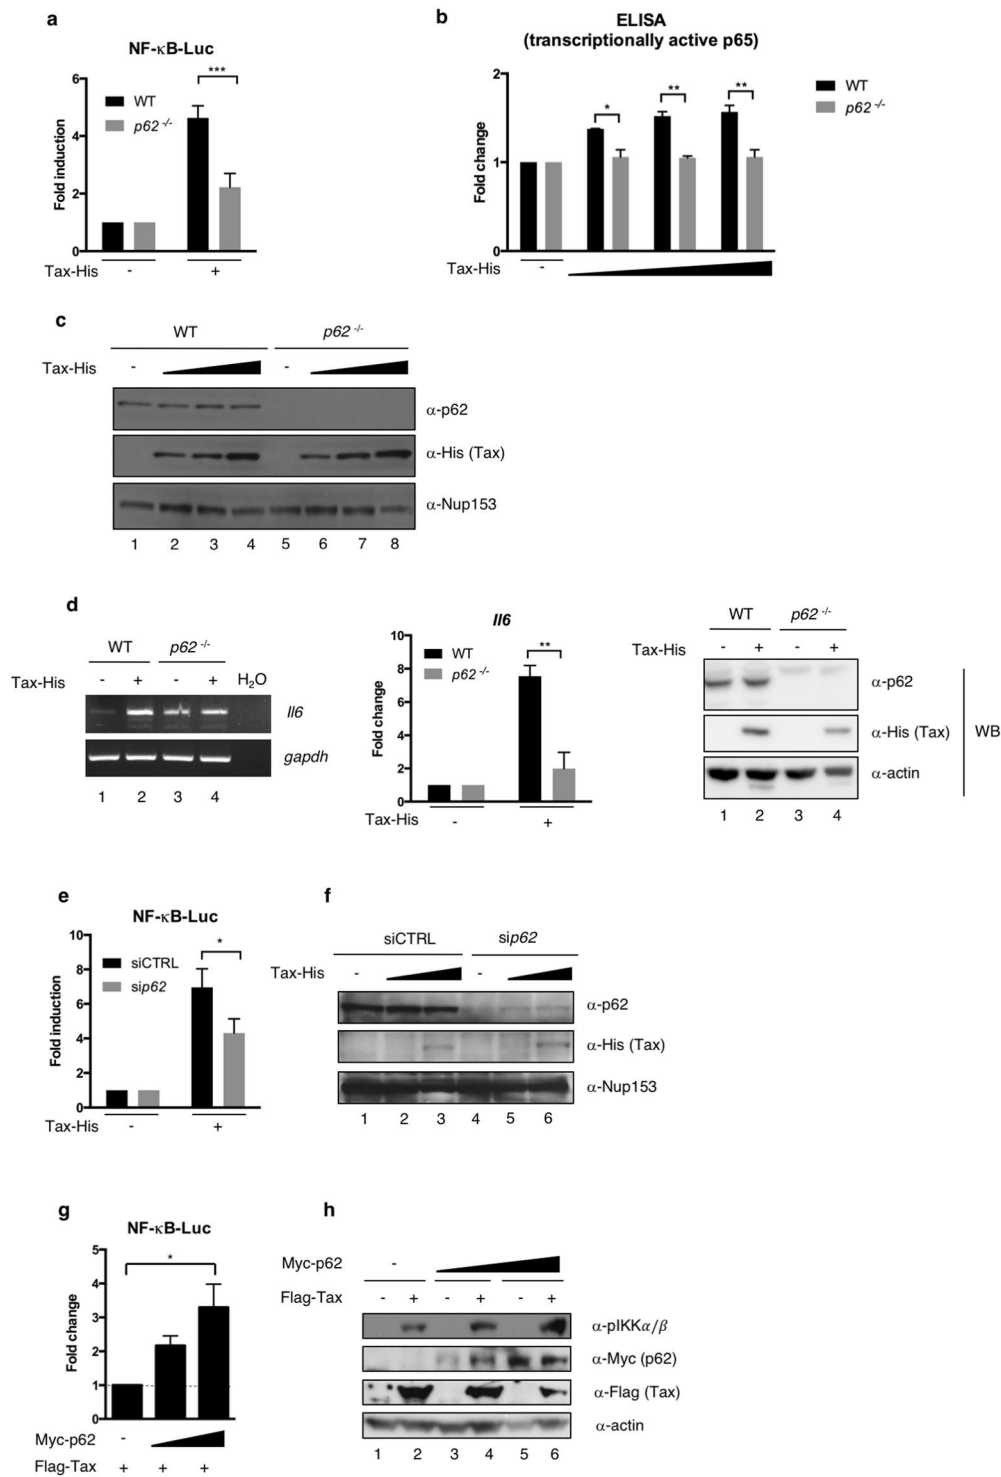 a
NF-κB-Luc
***
6
4
2
0
Fold induction
WT
p62 -/-
Tax-His
-
+
b
ELISA
(transcriptionally active p65)
2
1
0
Fold change
*
**
**
WT
p62 -/-
Tax-His
-
c
WT
p62 -/-
Tax-His
-
-
α-p62
α-His (Tax)
α-Nup153
1 2 3 4 5 6 7 8
d
WT
p62 -/-
Tax-His
- + - + H2O
Il6
gapdh
1 2 3 4
Il6
10
8
6
4
2
0
Fold change
WT
p62 -/-
**
Tax-His
-
+
WT
p62 -/-
Tax-His
- + - +
α-p62
α-His (Tax)
α-actin
WB
1 2 3 4
e
NF-κB-Luc
10
8
6
4
2
0
Fold induction
siCTRL
sip62
*
Tax-His
-
+
f
siCTRL
sip62
Tax-His
-
-
α-p62
α-His (Tax)
α-Nup153
1 2 3 4 5 6
g
NF-κB-Luc
5
4
3
2
1
0
Fold change
*
Myc-p62
-
Flag-Tax
+ + +
h
Myc-p62
-
Flag-Tax
- + - + - +
α-pIKKα/β
α-Myc (p62)
α-Flag (Tax)
α-actin
1 2 3 4 5 6